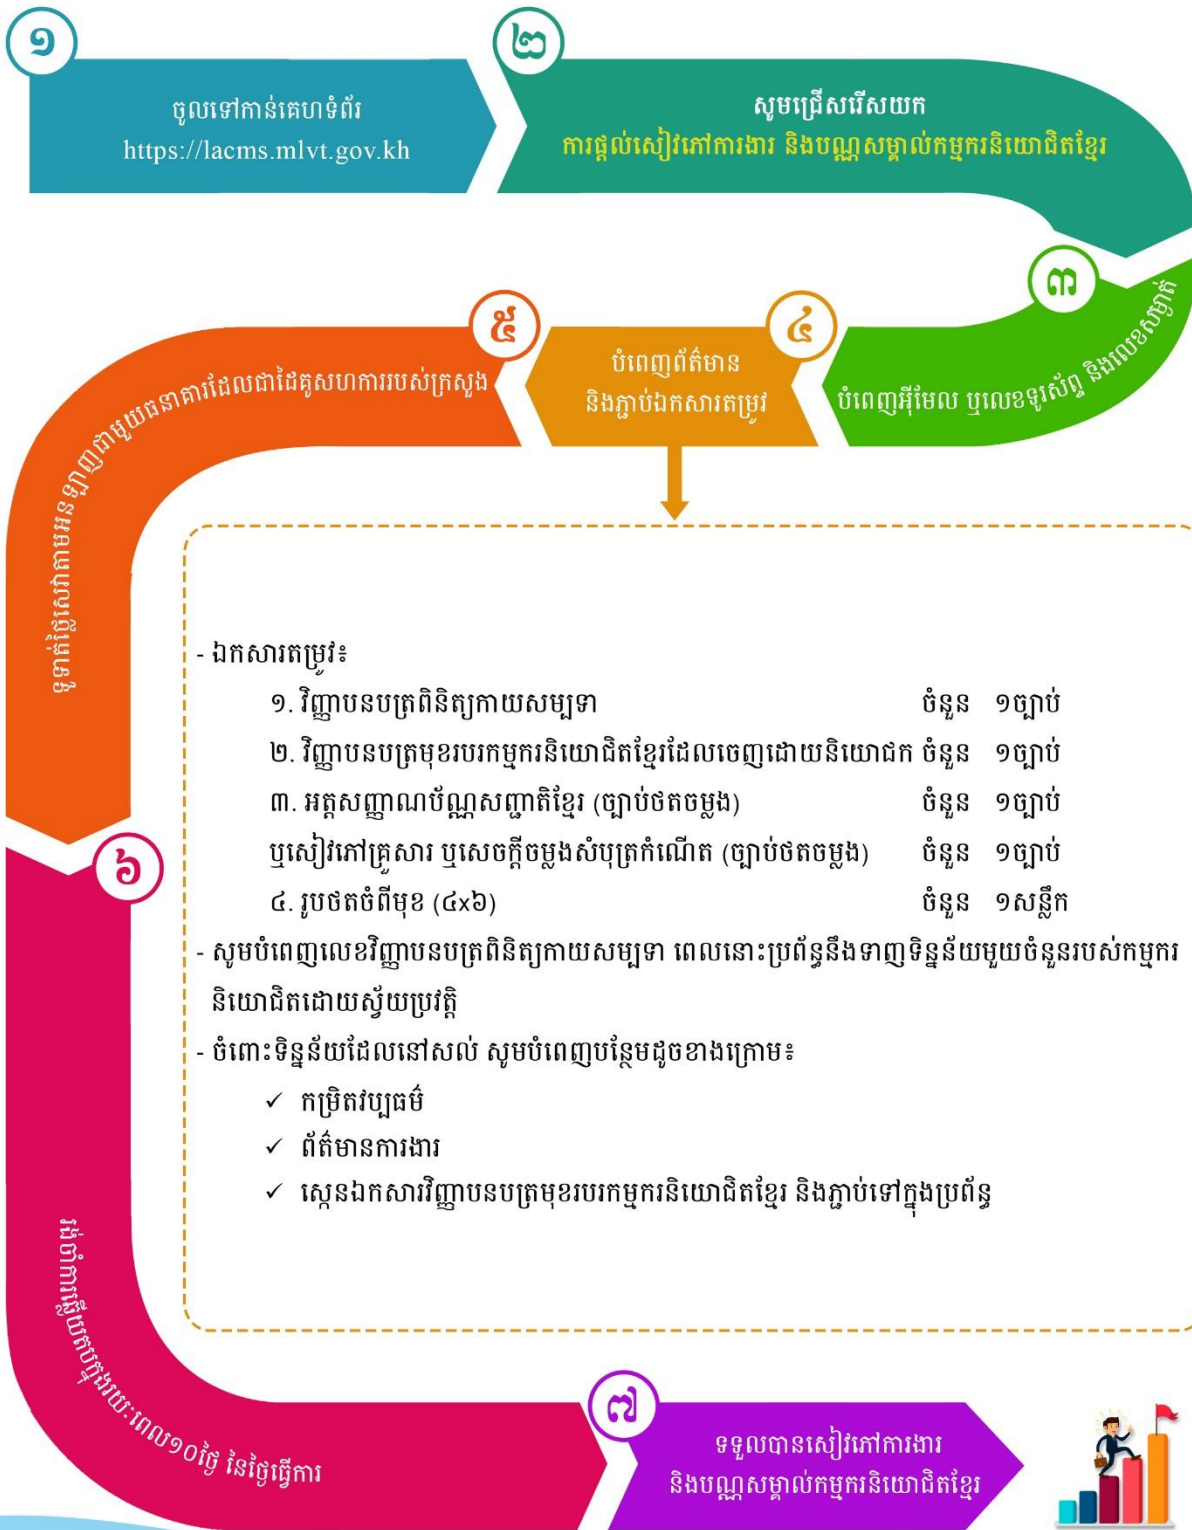 ១
ចូលទៅកាន់គេហទំព័រ
https://lacms.mlvt.gov.kh
២
សូមជ្រើសរើសយក
ការផ្តល់សៀវភៅការងារ និងបណ្ណសម្គាល់កម្មករនិយោជិតខ្មែរ
៣
បំពេញអ៊ីមែល ឬលេខទូរស័ព្ទ និងលេខសម្ងាត់
៤
បំពេញព័ត៌មាន
និងភ្ជាប់ឯកសារតម្រូវ
៥
ទូទាត់ថ្លៃសេវាតាមអនឡាញជាមួយធនាគារដែលជាដៃគូសហការរបស់ក្រសួង
- ឯកសារតម្រូវ៖
១. វិញ្ញាបនបត្រពិនិត្យកាយសម្បទា ចំនួន ១ច្បាប់
២. វិញ្ញាបនបត្រមុខរបរកម្មករនិយោជិតខ្មែរដែលចេញដោយនិយោជក ចំនួន ១ច្បាប់
៣. អត្តសញ្ញាណប័ណ្ណសញ្ជាតិខ្មែរ (ច្បាប់ថតចម្លង) ចំនួន ១ច្បាប់
ឬសៀវភៅគ្រួសារ ឬសេចក្តីចម្លងសំបុត្រកំណើត (ច្បាប់ថតចម្លង) ចំនួន ១ច្បាប់
៤. រូបថតចំពីមុខ (៤x៦) ចំនួន ១សន្លឹក
- សូមបំពេញលេខវិញ្ញាបនបត្រពិនិត្យកាយសម្បទា ពេលនោះប្រព័ន្ធនឹងទាញទិន្នន័យមួយចំនួនរបស់កម្មករ
និយោជិតដោយស្វ័យប្រវត្តិ
- ចំពោះទិន្នន័យដែលនៅសល់ សូមបំពេញបន្ថែមដូចខាងក្រោម៖
✓ កម្រិតវប្បធម៌
✓ ព័ត៌មានការងារ
✓ ស្កេនឯកសារវិញ្ញាបនបត្រមុខរបរកម្មករនិយោជិតខ្មែរ និងភ្ជាប់ទៅក្នុងប្រព័ន្ធ
៦
រង់ចាំការឆ្លើយតបក្នុងរយៈពេល១០ថ្ងៃ នៃថ្ងៃធ្វើការ
៧
ទទួលបានសៀវភៅការងារ
និងបណ្ណសម្គាល់កម្មករនិយោជិតខ្មែរ